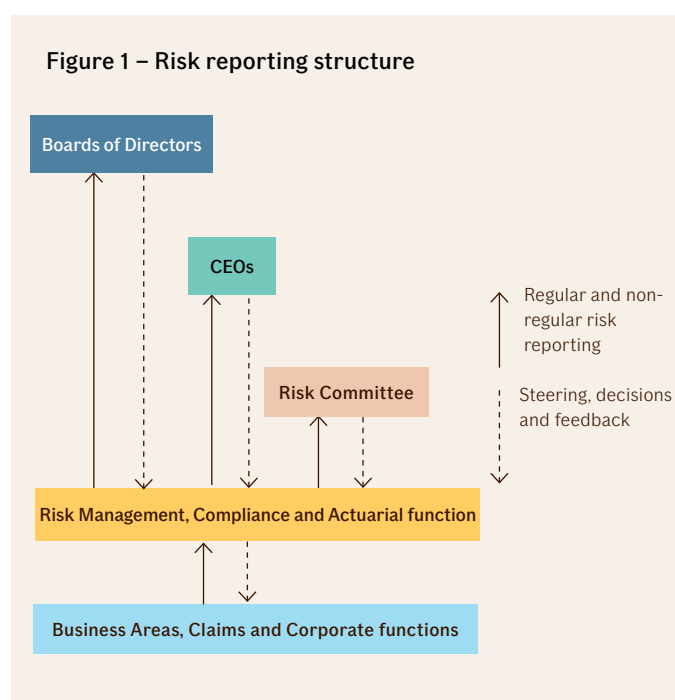 Figure 1 – Risk reporting structure
Boards of Directors
CEOs
Regular and non-
regular risk
reporting
Risk Committee
Steering, decisions
and feedback
Risk Management, Compliance and Actuarial function
Business Areas, Claims and Corporate functions